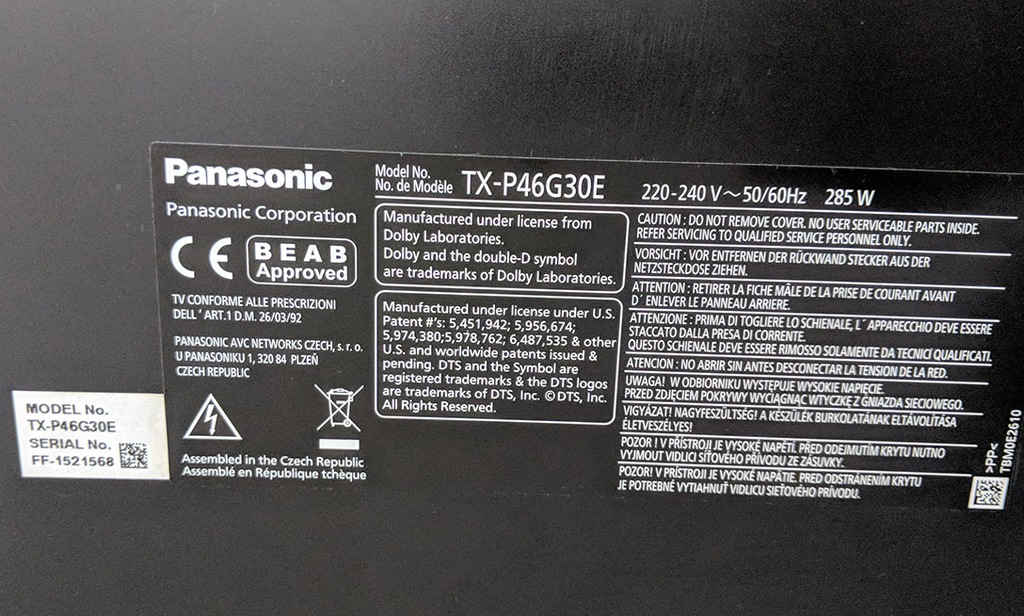 Panasonic
Model No.
No. de Modèle TX-P46G30E
220-240 V～50/60Hz 285 W
Panasonic Corporation
CE BEAB
Approved
TV CONFORME ALLE PRESCRIZIONI
DELL' ART.1 D.M. 26/03/92
PANASONIC AVC NETWORKS CZECH, s. r. o.
U PANASONIKU 1, 320 84 PLZEŇ
CZECH REPUBLIC
Assembled in the Czech Republic
Assemblé en République tchèque
Manufactured under license from
Dolby Laboratories.
Dolby and the double-D symbol
are trademarks of Dolby Laboratories.
Manufactured under license under U.S.
Patent #'s: 5,451,942; 5,956,674;
5,974,380;5,978,762; 6,487,535 & other
U.S. and worldwide patents issued &
pending. DTS and the Symbol are
registered trademarks & the DTS logos
are trademarks of DTS, Inc. © DTS, Inc.
All Rights Reserved.
CAUTION : DO NOT REMOVE COVER. NO USER SERVICEABLE PARTS INSIDE.
REFER SERVICING TO QUALIFIED SERVICE PERSONNEL ONLY.
VORSICHT : VOR ENTFERNEN DER RÜCKWAND STECKER AUS DER
NETZSTECKDOSE ZIEHEN.
ATTENTION : RETIRER LA FICHE MÂLE DE LA PRISE DE COURANT AVANT
D´ ENLEVER LE PANNEAU ARRIERE.
ATTENZIONE : PRIMA DI TOGLIERE LO SCHIENALE, L´ APPARECCHIO DEVE ESSERE
STACCATO DALLA PRESA DI CORRENTE.
QUESTO SCHIENALE DEVE ESSERE RIMOSSO SOLAMENTE DA TECNICI QUALIFICATI.
ATENCION : NO ABRIR SIN ANTES DESCONECTAR LA TENSION DE LA RED.
UWAGA! W ODBIORNIKU WYSTĘPUJE WYSOKIE NAPIĘCIE.
PRZED ZDJĘCIEM POKRYWY WYCIĄGNĄĆ WTYCZKĘ Z GNIAZDA SIECIOWEGO.
VIGYÁZAT! NAGYFESZÜLTSÉG! A KÉSZÜLÉK BURKOLATÁNAK ELTÁVOLÍTÁSA
ÉLETVESZÉLYES!
POZOR ! V PŘÍSTROJI JE VYSOKÉ NAPĚTÍ. PŘED ODEJMUTÍM KRYTU NUTNO
VYJMOUT VIDLICI SÍŤOVÉHO PŘÍVODU ZE ZÁSUVKY.
POZOR! V PRÍSTROJI JE VYSOKÉ NAPÄTIE. PRED ODSTRÁNENÍM KRYTU
JE POTREBNÉ VYTIAHNUŤ VIDLICU SIEŤOVÉHO PRÍVODU.
>PP<
TBM0E2610
MODEL No.
TX-P46G30E
SERIAL No.
FF-1521568